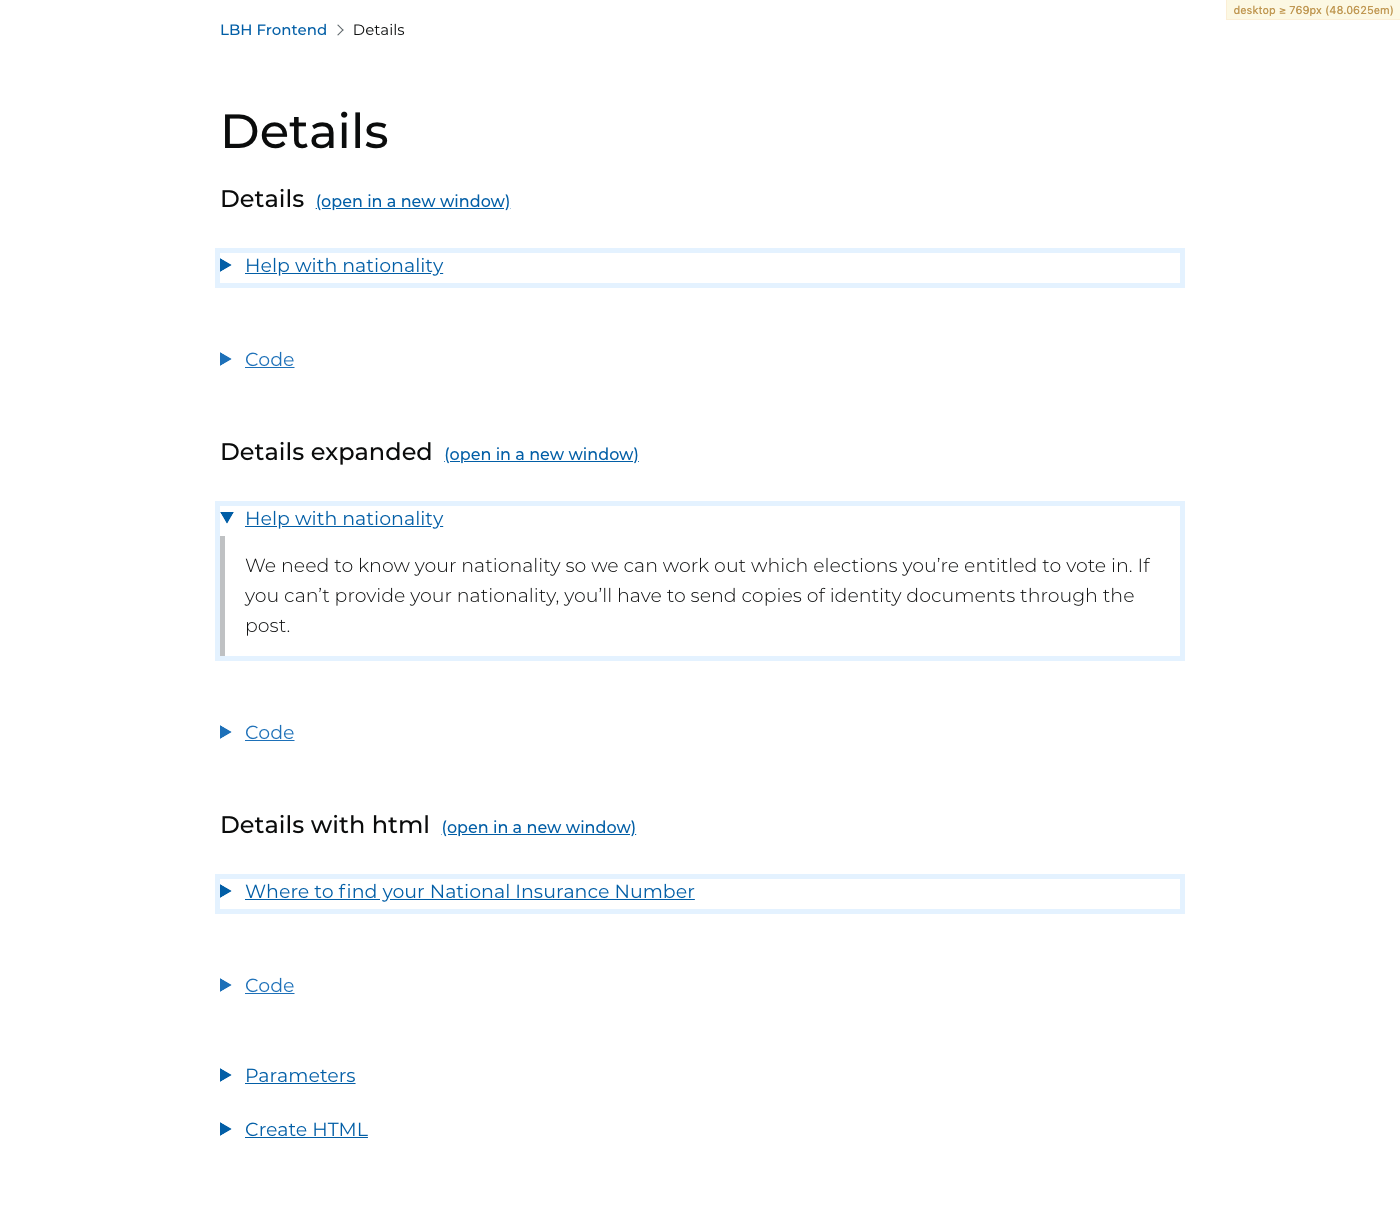 desktop ≥ 769px (48.0625em)
LBH Frontend > Details
Details
Details (open in a new window)
Help with nationality
Code
Details expanded (open in a new window)
Help with nationality
We need to know your nationality so we can work out which elections you’re entitled to vote in. If
you can’t provide your nationality, you’ll have to send copies of identity documents through the
post.
Code
Details with html (open in a new window)
Where to find your National Insurance Number
Code
Parameters
Create HTML